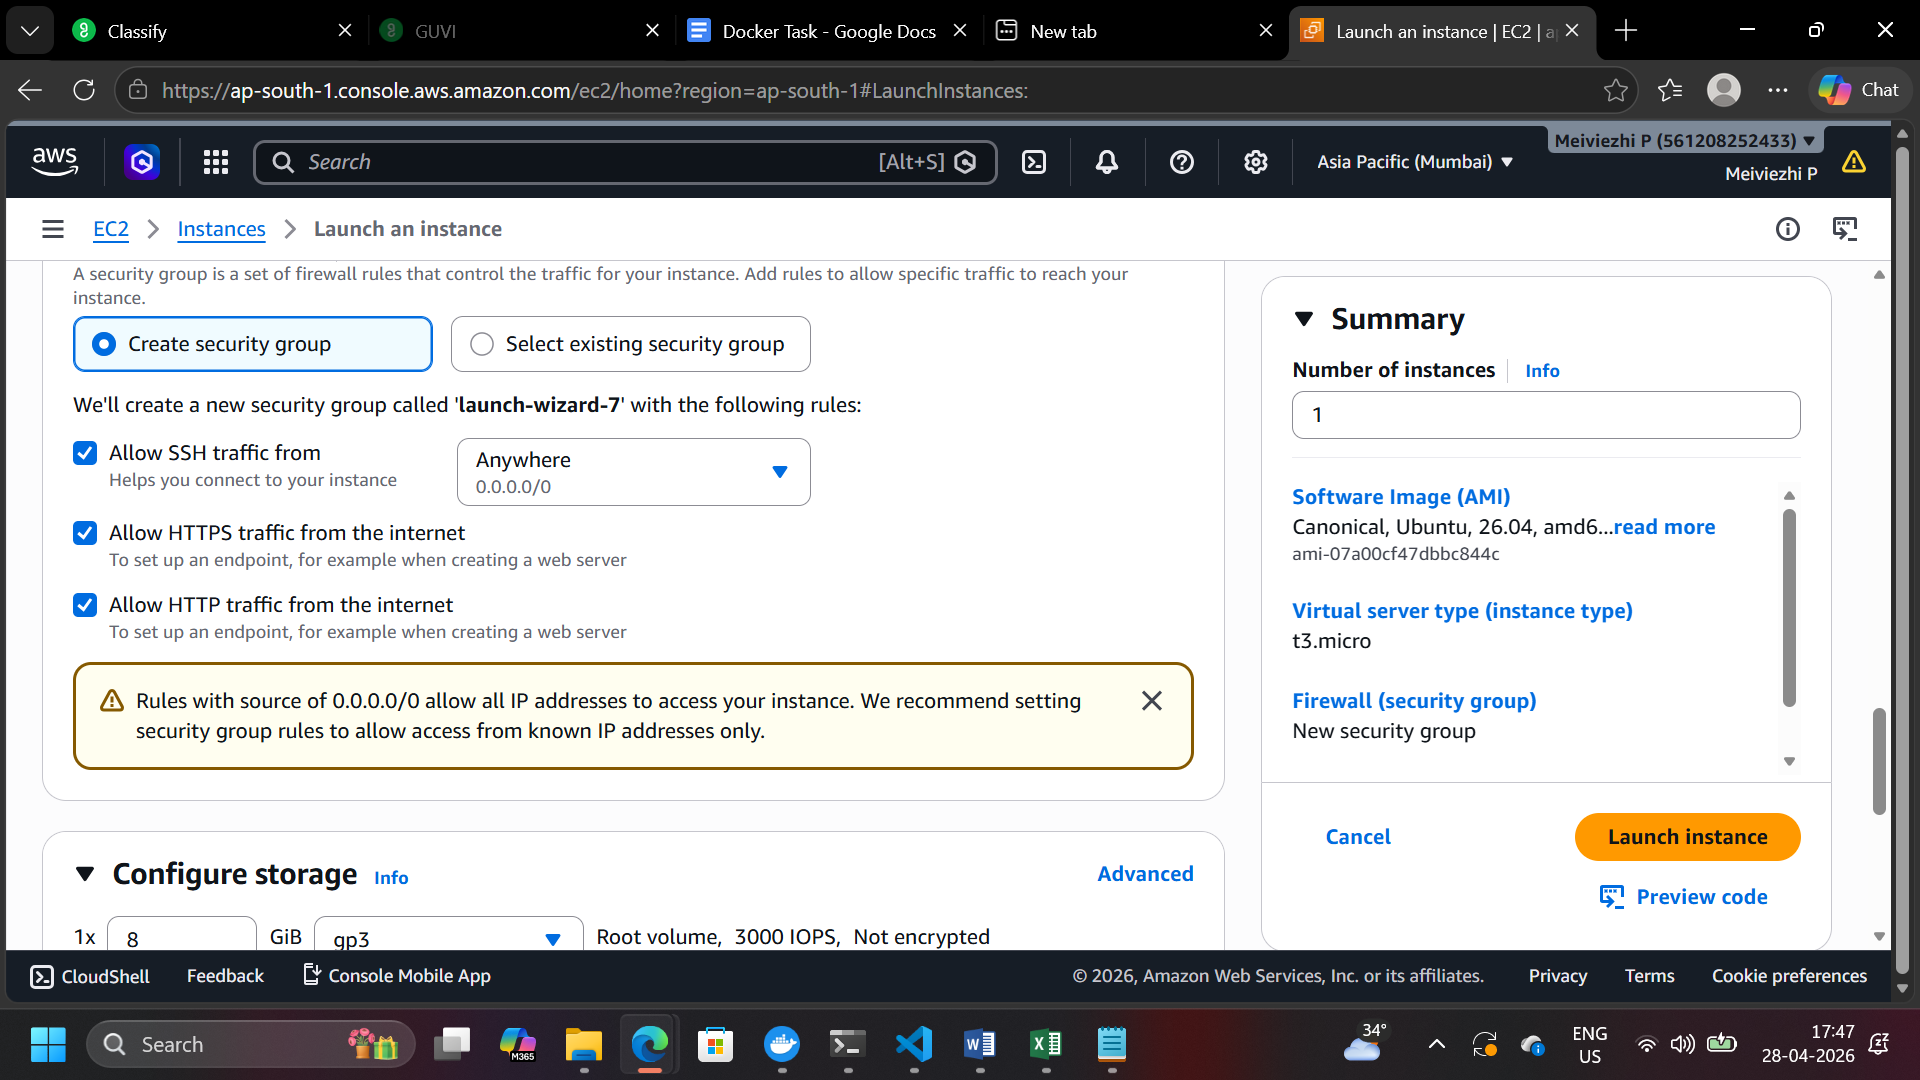 Classify
GUVI
Docker Task - Google Docs
New tab
Launch an instance | EC2 | a
https://ap-south-1.console.aws.amazon.com/ec2/home?region=ap-south-1#LaunchInstances:
Chat
aws
Search
[Alt+S]
Asia Pacific (Mumbai)
Meiviezhi P (561208252433)
Meiviezhi P
EC2
Instances
Launch an instance
A security group is a set of firewall rules that control the traffic for your instance. Add rules to allow specific traffic to reach your
instance.
Create security group
Select existing security group
We'll create a new security group called 'launch-wizard-7' with the following rules:
Allow SSH traffic from
Helps you connect to your instance
Anywhere
0.0.0.0/0
Allow HTTPS traffic from the internet
To set up an endpoint, for example when creating a web server
Allow HTTP traffic from the internet
To set up an endpoint, for example when creating a web server
Rules with source of 0.0.0.0/0 allow all IP addresses to access your instance. We recommend setting
security group rules to allow access from known IP addresses only.
Configure storage
Info
Advanced
1x
8
GiB
gp3
Root volume, 3000 IOPS, Not encrypted
Summary
Number of instances
Info
1
Software Image (AMI)
Canonical, Ubuntu, 26.04, amd6...read more
ami-07a00cf47dbbc844c
Virtual server type (instance type)
t3.micro
Firewall (security group)
New security group
Cancel
Launch instance
Preview code
CloudShell
Feedback
Console Mobile App
© 2026, Amazon Web Services, Inc. or its affiliates.
Privacy
Terms
Cookie preferences
Search
M365
34°
ENG
US
17:47
28-04-2026